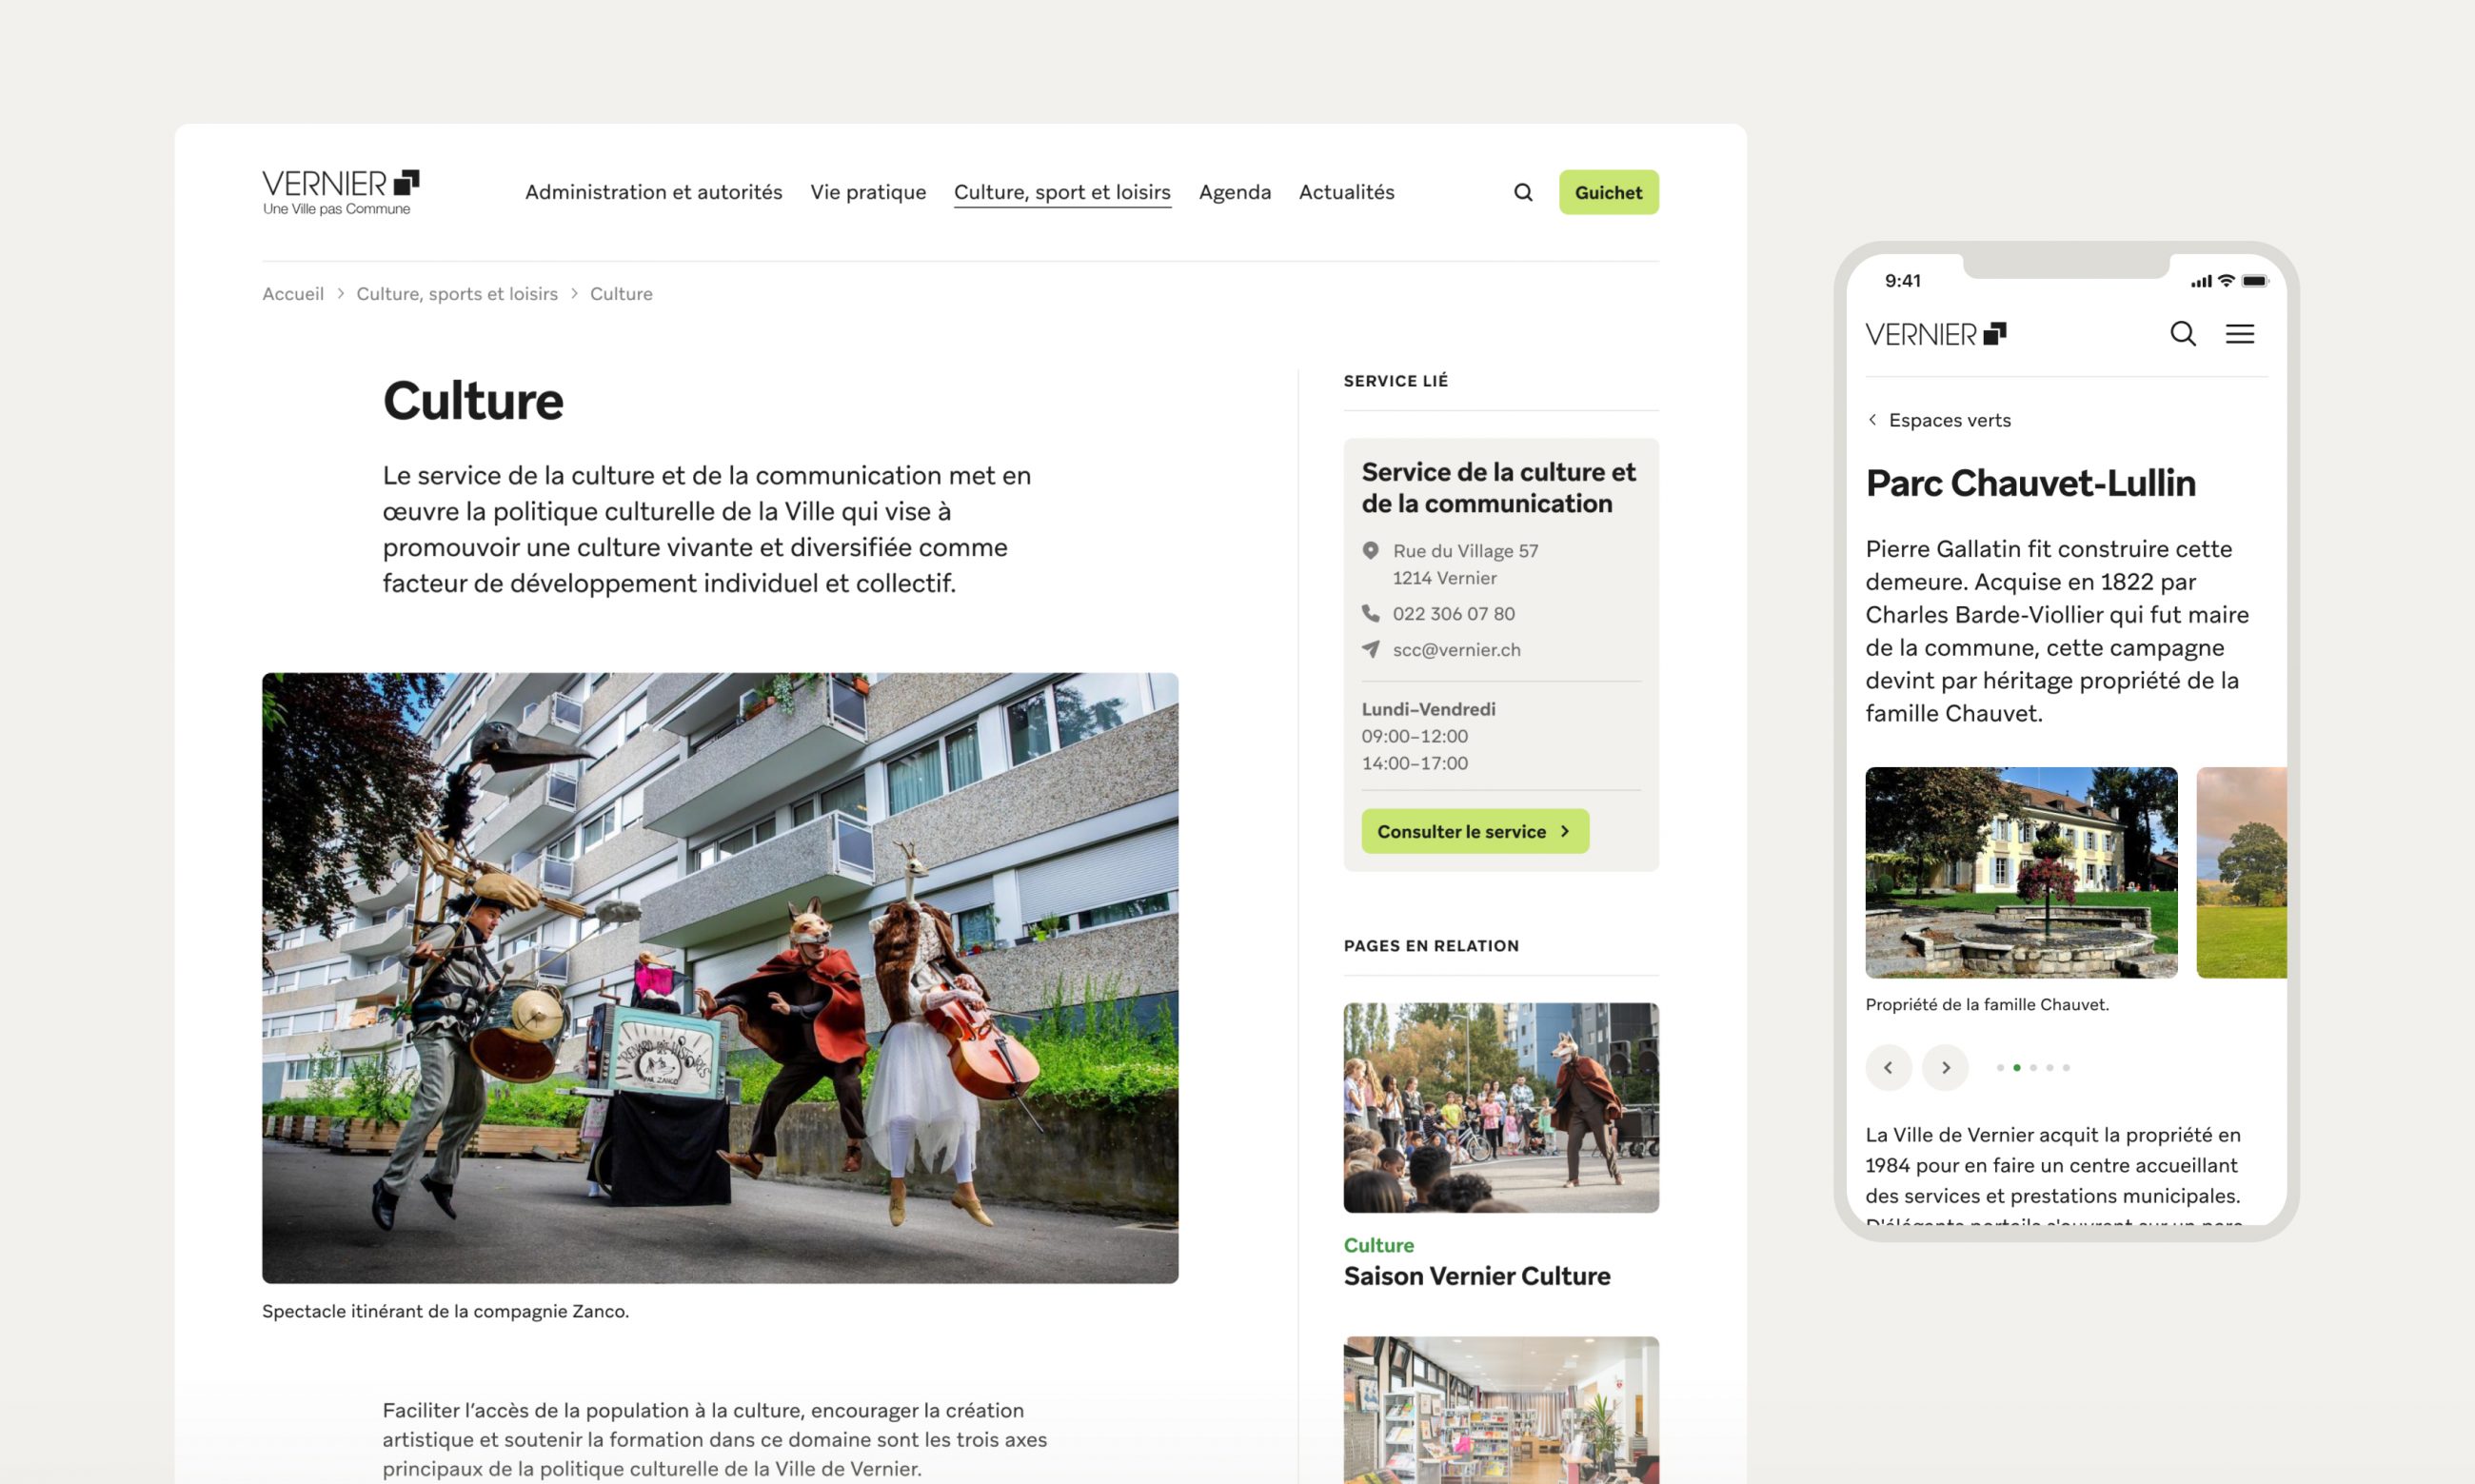 VERNIER
Une Ville pas Commune
Administration et autorités
Vie pratique
Culture, sport et loisirs
Agenda
Actualités
Guichet
Accueil > Culture, sports et loisirs > Culture
Culture
Le service de la culture et de la communication met en
œuvre la politique culturelle de la Ville qui vise à
promouvoir une culture vivante et diversifiée comme
facteur de développement individuel et collectif.
Spectacle itinérant de la compagnie Zanco.
Faciliter l’accès de la population à la culture, encourager la création
artistique et soutenir la formation dans ce domaine sont les trois axes
principaux de la politique culturelle de la Ville de Vernier.
SERVICE LIÉ
Service de la culture et
de la communication
Rue du Village 57
1214 Vernier
022 306 07 80
scc@vernier.ch
Lundi–Vendredi
09:00–12:00
14:00–17:00
Consulter le service
PAGES EN RELATION
Culture
Saison Vernier Culture
9:41
VERNIER
Espaces verts
Parc Chauvet-Lullin
Pierre Gallatin fit construire cette
demeure. Acquise en 1822 par
Charles Barde-Viollier qui fut maire
de la commune, cette campagne
devint par héritage propriété de la
famille Chauvet.
Propriété de la famille Chauvet.
La Ville de Vernier acquit la propriété en
1984 pour en faire un centre accueillant
des services et prestations municipales.